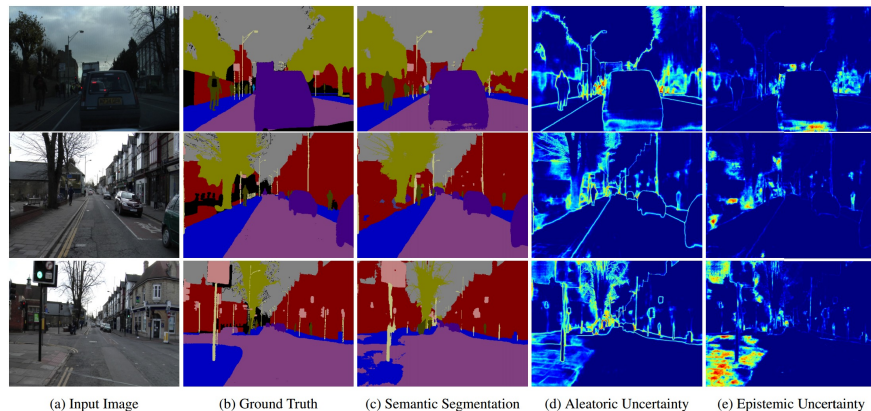 (a) Input Image
(b) Ground Truth
(c) Semantic Segmentation
(d) Aleatoric Uncertainty
(e) Epistemic Uncertainty